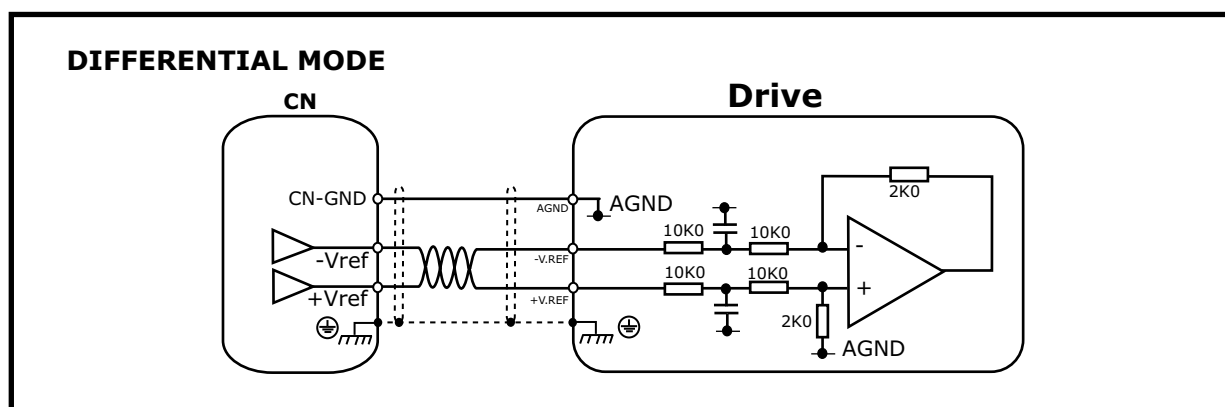 DIFFERENTIAL MODE
CN
Drive
CN-GND
AGND
AGND
2K0
10K0
10K0
-Vref
-V.REF
-
10K0
10K0
+Vref
+V.REF
+
2K0
AGND